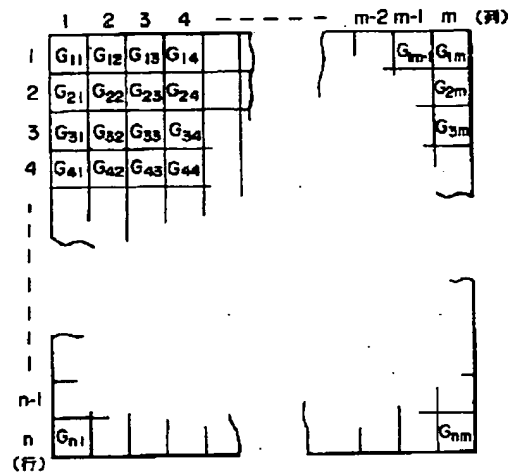 1 2 3 4 m-2 m-1 m (列)
1 G11 G12 G13 G14 G1m-1 G1m
2 G21 G22 G23 G24 G2m
3 G31 G32 G33 G34 G3m
4 G41 G42 G43 G44
n-1
n Gn1 Gnm
(行)